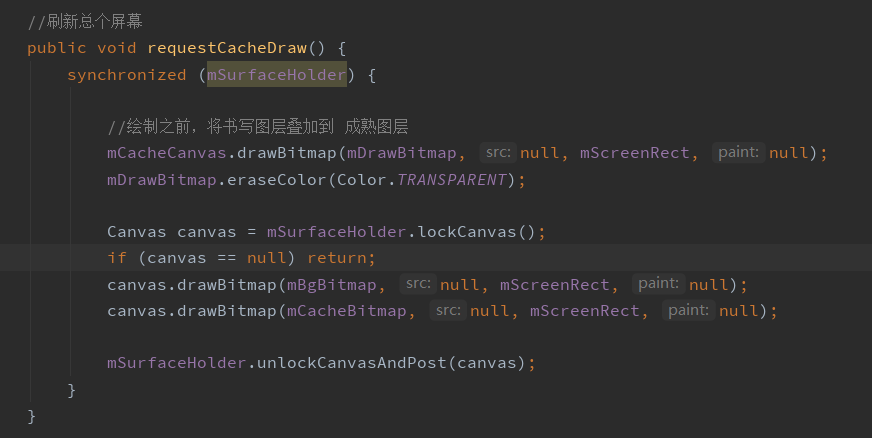 //刷新总个屏幕
public void requestCacheDraw() {
synchronized (mSurfaceHolder) {
//绘制之前, 将书写图层叠加到 成熟图层
mCacheCanvas.drawBitmap(mDrawBitmap, src: null, mScreenRect, paint: null);
mDrawBitmap.eraseColor(Color.TRANSPARENT);
Canvas canvas = mSurfaceHolder.lockCanvas();
if (canvas == null) return;
canvas.drawBitmap(mBgBitmap, src: null, mScreenRect, paint: null);
canvas.drawBitmap(mCacheBitmap, src: null, mScreenRect, paint: null);
mSurfaceHolder.unlockCanvasAndPost(canvas);
}
}